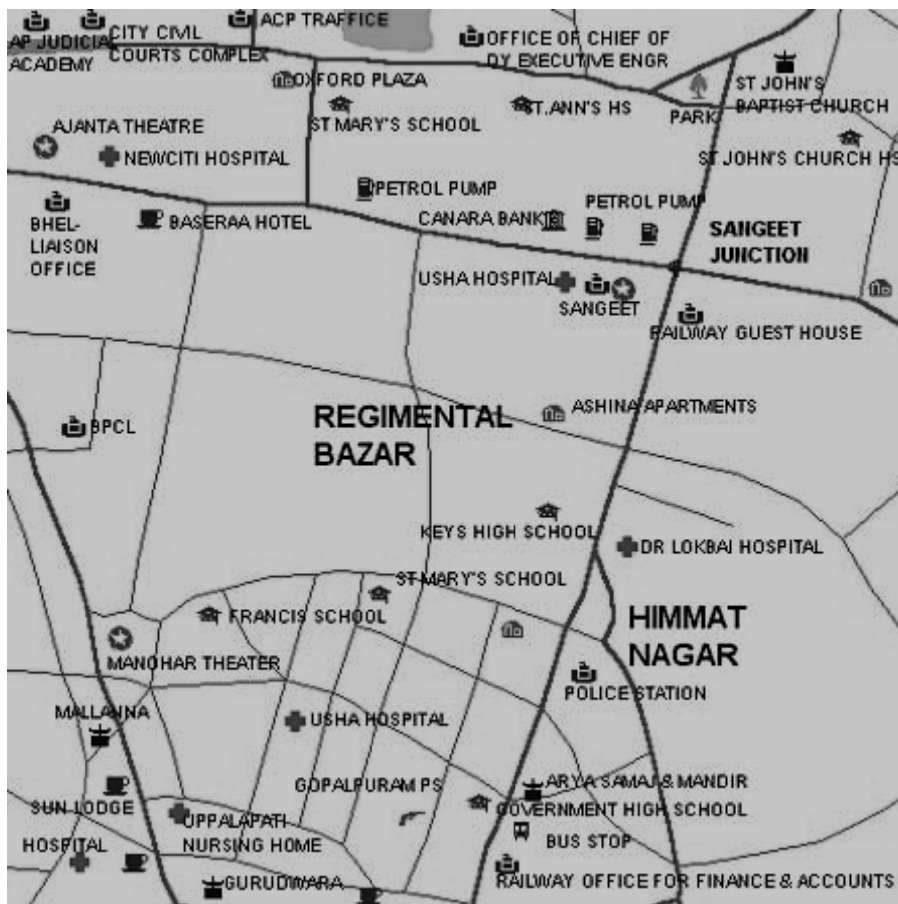 ACP TRAFFICE
CITY CIVIL
COURTS COMPLEX
AP JUDICIAL
ACADEMY
OFFICE OF CHIEF OF
DY EXECUTIVE ENGR
OXFORD PLAZA
ST JOHN'S
BAPTIST CHURCH
ST MARY'S SCHOOL
ST.ANN'S HS
PARK
AJANTA THEATRE
NEWCITI HOSPITAL
ST JOHN'S CHURCH HS
PETROL PUMP
PETROL PUMP
BHEL-
LIAISON
OFFICE
BASERAA HOTEL
CANARA BANK
SANGEET
JUNCTION
USHA HOSPITAL
SANGEET
RAILWAY GUEST HOUSE
REGIMENTAL
BAZAR
ASHINA APARTMENTS
BPCL
KEYS HIGH SCHOOL
DR LOKBAI HOSPITAL
ST MARY'S SCHOOL
FRANCIS SCHOOL
HIMMAT
NAGAR
MANOHAR THEATER
POLICE STATION
MALLANNA
USHA HOSPITAL
GOPALPURAM PS
ARYA SAMAJ & MANDIR
SUN LODGE
GOVERNMENT HIGH SCHOOL
UPPALAPATI
NURSING HOME
HOSPITAL
BUS STOP
GURUDWARA
RAILWAY OFFICE FOR FINANCE & ACCOUNTS